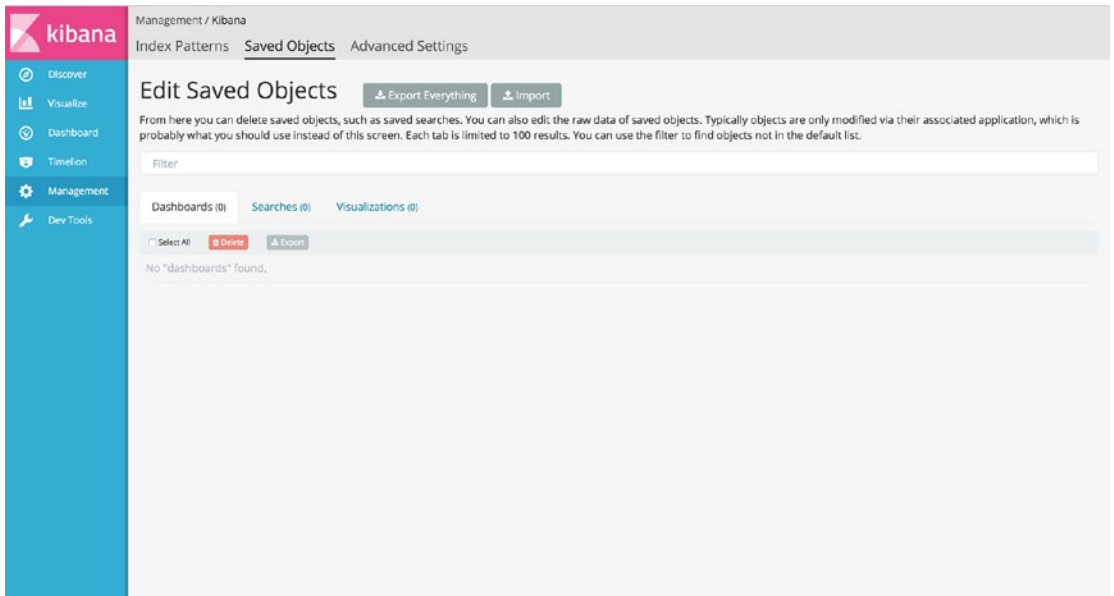 kibana
Discover
Visualize
Dashboard
Timelion
Management
Dev Tools
Management / Kibana
Index Patterns Saved Objects Advanced Settings
Edit Saved Objects Export Everything Import
From here you can delete saved objects, such as saved searches. You can also edit the raw data of saved objects. Typically objects are only modified via their associated application, which is
probably what you should use instead of this screen. Each tab is limited to 100 results. You can use the filter to find objects not in the default list.
Filter
Dashboards (0) Searches (0) Visualizations (0)
Select All Delete Export
No "dashboards" found.